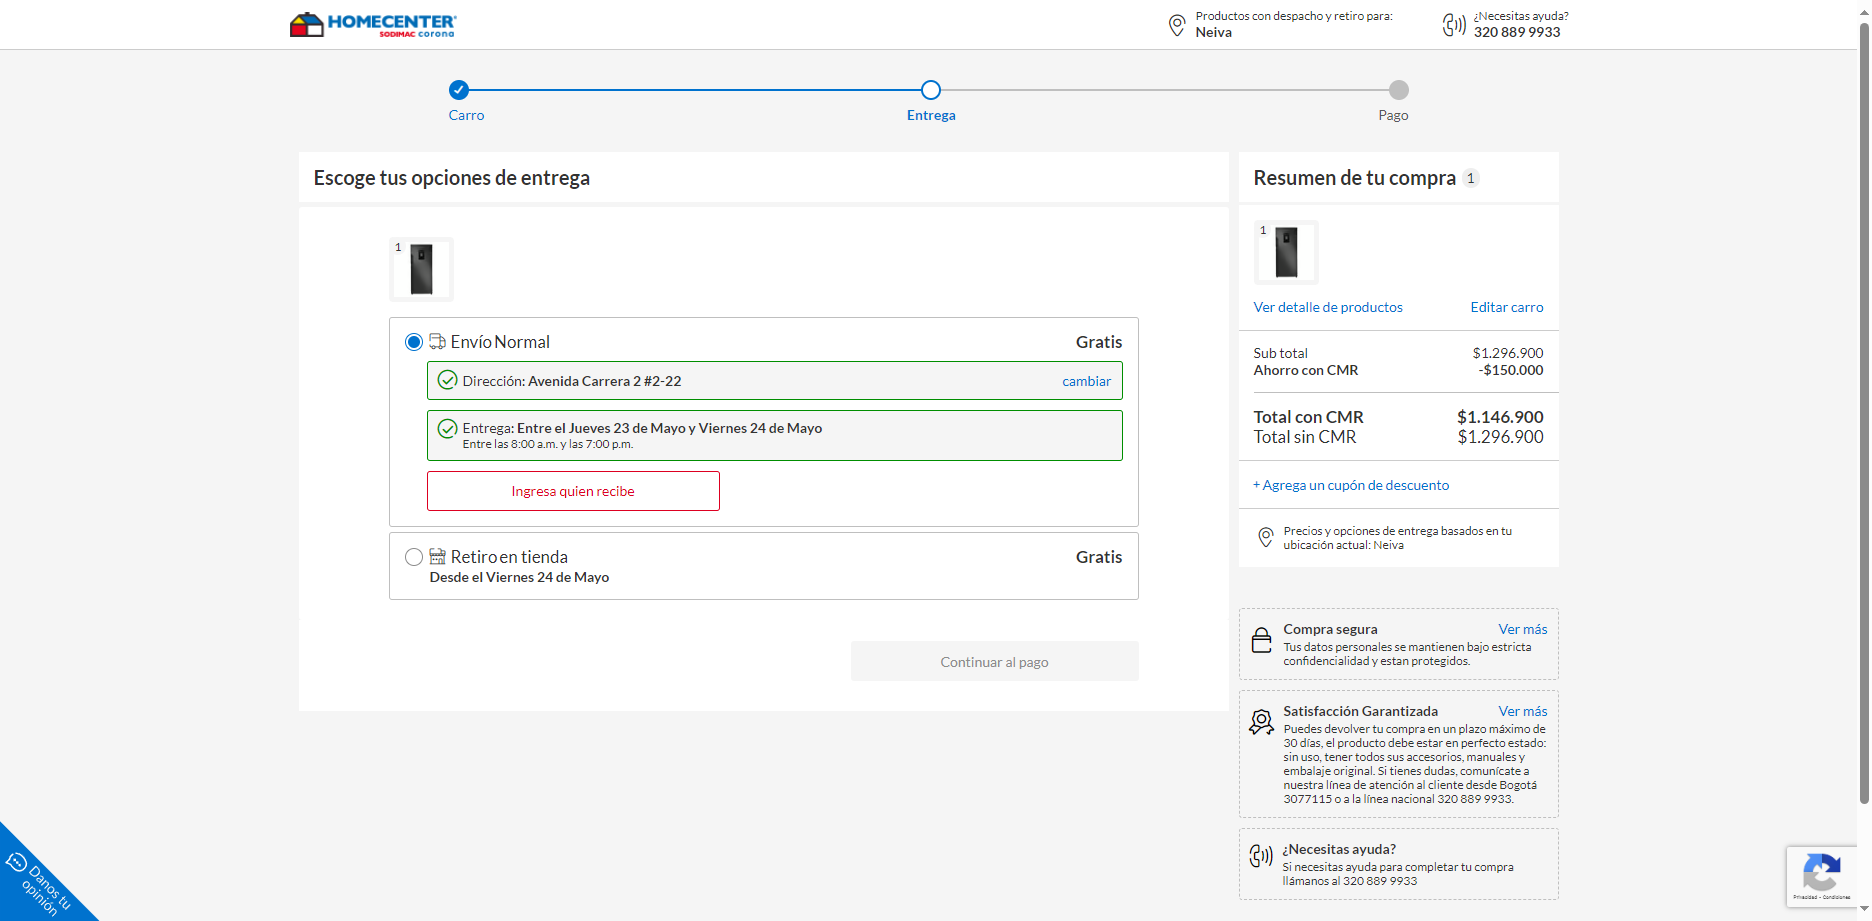 HOMECENTER
SODIMAC corona
Productos con despacho y retiro para:
Neiva
¿Necesitas ayuda?
320 889 9933
Carro
Entrega
Pago
Escoge tus opciones de entrega
1
Envío Normal
Gratis
Dirección: Avenida Carrera 2 #2-22
cambiar
Entrega: Entre el Jueves 23 de Mayo y Viernes 24 de Mayo
Entre las 8:00 a.m. y las 7:00 p.m.
Ingresa quien recibe
Retiro en tienda
Gratis
Desde el Viernes 24 de Mayo
Continuar al pago
Resumen de tu compra 1
1
Ver detalle de productos
Editar carro
Sub total $1.296.900
Ahorro con CMR -$150.000
Total con CMR $1.146.900
Total sin CMR $1.296.900
+ Agrega un cupón de descuento
Precios y opciones de entrega basados en tu
ubicación actual: Neiva
Compra segura Ver más
Tus datos personales se mantienen bajo estricta
confidencialidad y estan protegidos.
Satisfacción Garantizada Ver más
Puedes devolver tu compra en un plazo máximo de
30 días, el producto debe estar en perfecto estado:
sin uso, tener todos sus accesorios, manuales y
embalaje original. Si tienes dudas, comunícate a
nuestra línea de atención al cliente desde Bogotá
3077115 o a la línea nacional 320 889 9933.
¿Necesitas ayuda?
Si necesitas ayuda para completar tu compra
llámanos al 320 889 9933
Danos tu
opinión
Privacidad - Condiciones